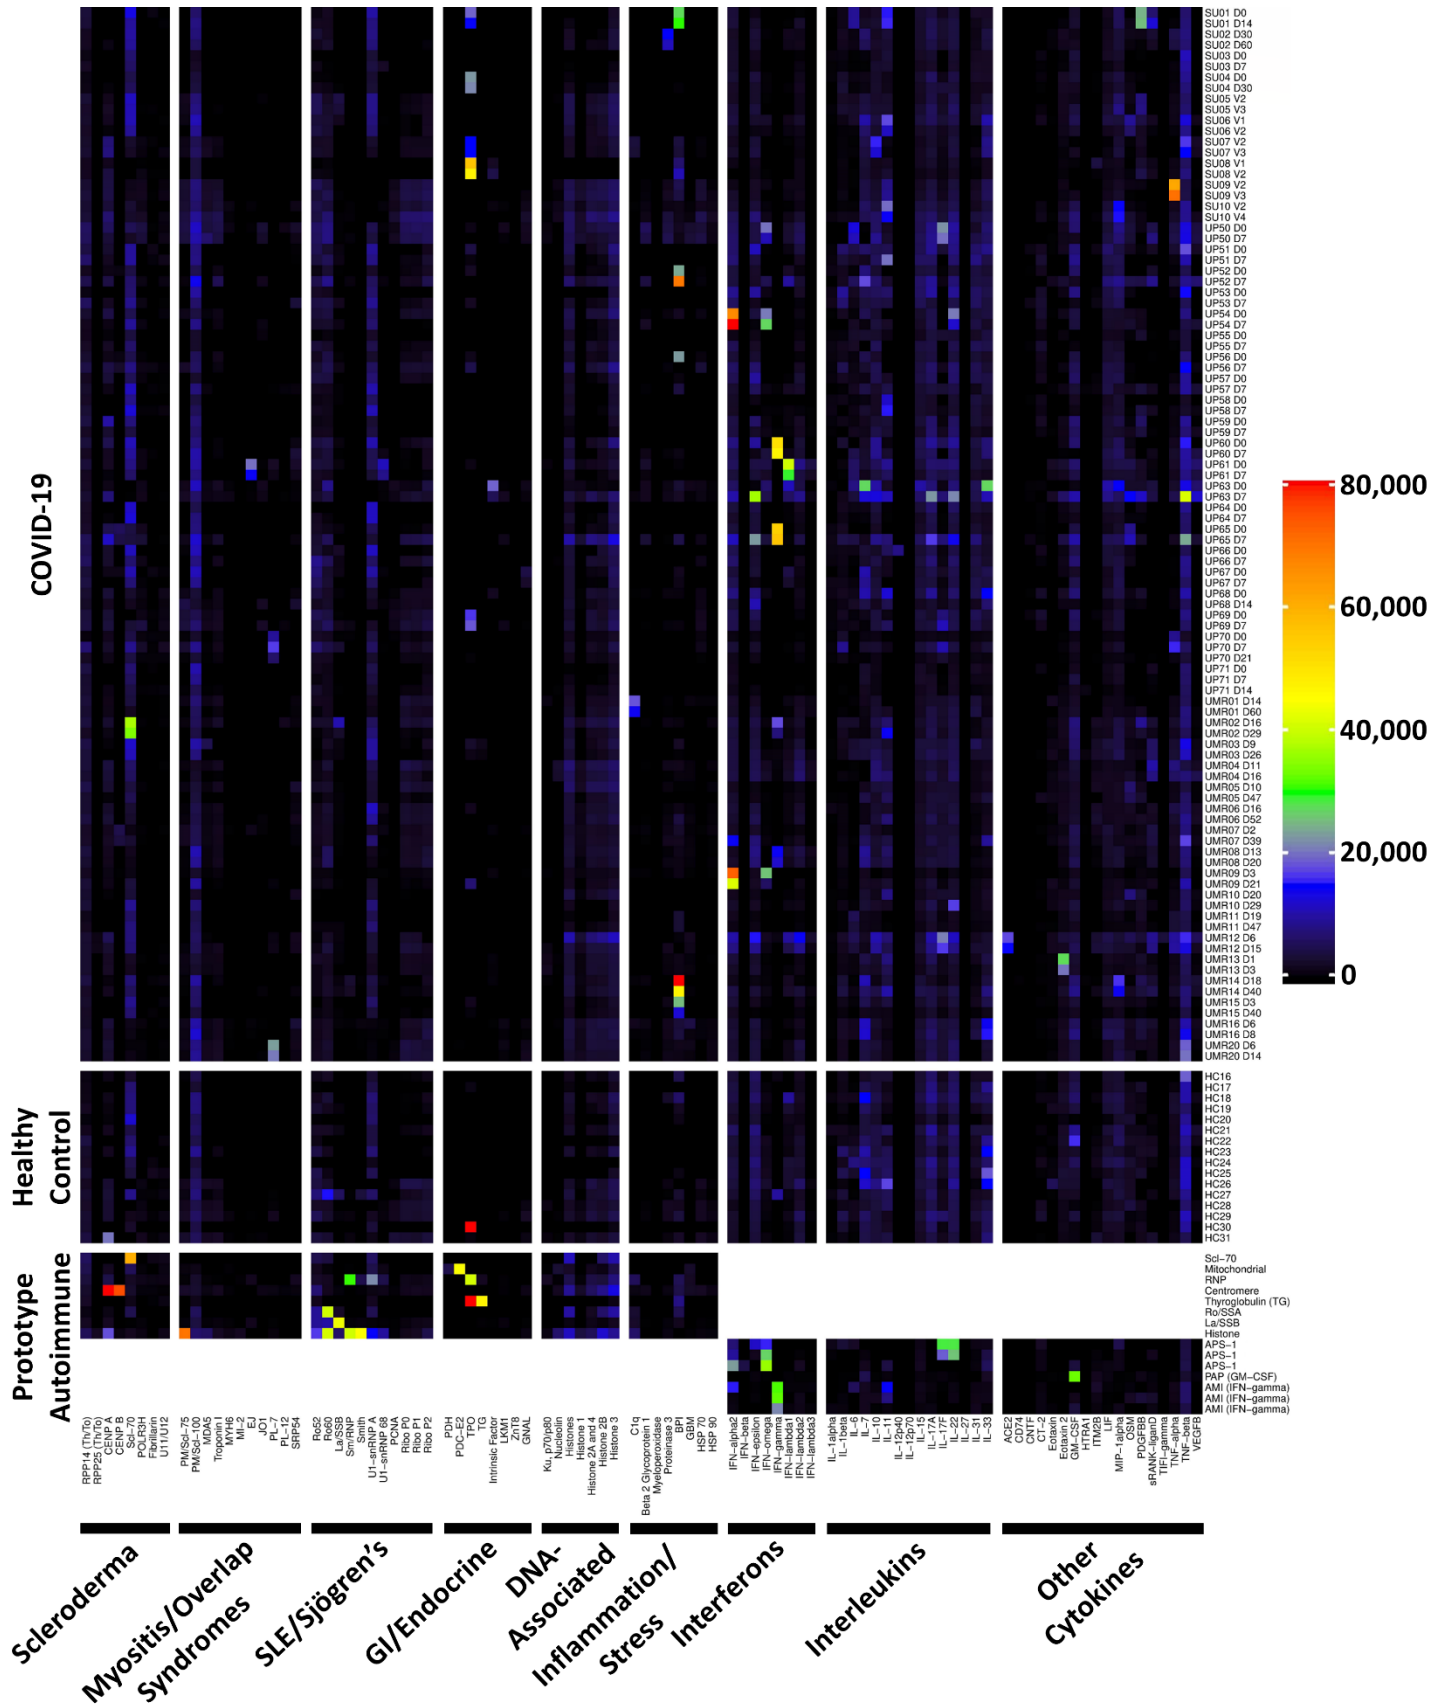 COVID-19
Healthy
Control
Prototype
Autoimmune
SU01 D0
SU01 D14
SU02 D30
SU02 D60
SU03 D0
SU03 D7
SU04 D0
SU04 D30
SU05 V2
SU05 V3
SU06 V1
SU06 V2
SU07 V2
SU07 V3
SU08 V1
SU08 V2
SU09 V2
SU09 V3
SU10 V2
SU10 V4
UP50 D0
UP50 D7
UP51 D0
UP51 D7
UP52 D0
UP52 D7
UP53 D0
UP53 D7
UP54 D0
UP54 D7
UP55 D0
UP55 D7
UP56 D0
UP56 D7
UP57 D0
UP57 D7
UP58 D0
UP58 D7
UP59 D0
UP59 D7
UP60 D0
UP60 D7
UP61 D0
UP61 D7
UP63 D0
UP63 D7
UP64 D0
UP64 D7
UP65 D0
UP65 D7
UP66 D0
UP66 D7
UP67 D0
UP67 D7
UP68 D0
UP68 D14
UP69 D0
UP69 D7
UP70 D0
UP70 D7
UP70 D21
UP71 D0
UP71 D7
UP71 D14
UMR01 D14
UMR01 D60
UMR02 D16
UMR02 D29
UMR03 D9
UMR03 D26
UMR04 D11
UMR04 D16
UMR05 D10
UMR05 D47
UMR06 D16
UMR06 D52
UMR07 D2
UMR07 D39
UMR08 D13
UMR08 D20
UMR09 D3
UMR09 D21
UMR10 D20
UMR10 D29
UMR11 D19
UMR11 D47
UMR12 D6
UMR12 D15
UMR13 D1
UMR13 D3
UMR14 D18
UMR14 D40
UMR15 D3
UMR15 D40
UMR16 D6
UMR16 D8
UMR20 D6
UMR20 D14
HC16
HC17
HC18
HC19
HC20
HC21
HC22
HC23
HC24
HC25
HC26
HC27
HC28
HC29
HC30
HC31
Scl-70
Mitochondrial
RNP
Centromere
Thyroglobulin (TG)
Ro/SSA
La/SSB
Histone
APS-1
APS-1
APS-1
PAP (GM-CSF)
AMI (IFN-gamma)
AMI (IFN-gamma)
AMI (IFN-gamma)
80,000
60,000
40,000
20,000
0
RPP14 (Th/To)
RPP25 (Th/To)
CENP A
CENP B
Scl-70
POLR3H
Fibrillarin
U11/U12
PM/Scl-75
PM/Scl-100
MDA5
Troponin I
MYH6
MI-2
EJ
JO1
PL-7
PL-12
SRP54
Ro52
Ro60
La/SSB
Sm/RNP
Smith
U1-snRNP A
U1-snRNP 68
PCNA
Ribo P0
Ribo P1
Ribo P2
PDH
PDC-E2
TPO
TG
Intrinsic Factor
LKM1
ZnT8
GNAL
Ku, p70/p80
Nucleolin
Histones
Histone 1
Histone 2A and 4
Histone 2B
Histone 3
C1q
Beta 2 Glycoprotein 1
Myeloperoxidase
Proteinase 3
BPI
GBM
HSP 70
HSP 90
IFN-alpha2
IFN-beta
IFN-epsilon
IFN-omega
IFN-gamma
IFN-lambda1
IFN-lambda2
IFN-lambda3
IL-1alpha
IL-1beta
IL-6
IL-7
IL-10
IL-11
IL-12p40
IL-12p70
IL-15
IL-17A
IL-17F
IL-22
IL-27
IL-31
IL-33
ACE2
CD74
CNTF
CT-2
Eotaxin
Eotaxin2
GM-CSF
HTRA1
ITM2B
LIF
MIP-1alpha
OSM
PDGFBB
sRANK-ligandD
TIFI-gamma
TNF-alpha
TNF-beta
VEGFB
Scleroderma
Myositis/Overlap
Syndromes
SLE/Sjögren's
GI/Endocrine
DNA-
Associated
Inflammation/
Stress
Interferons
Interleukins
Other
Cytokines